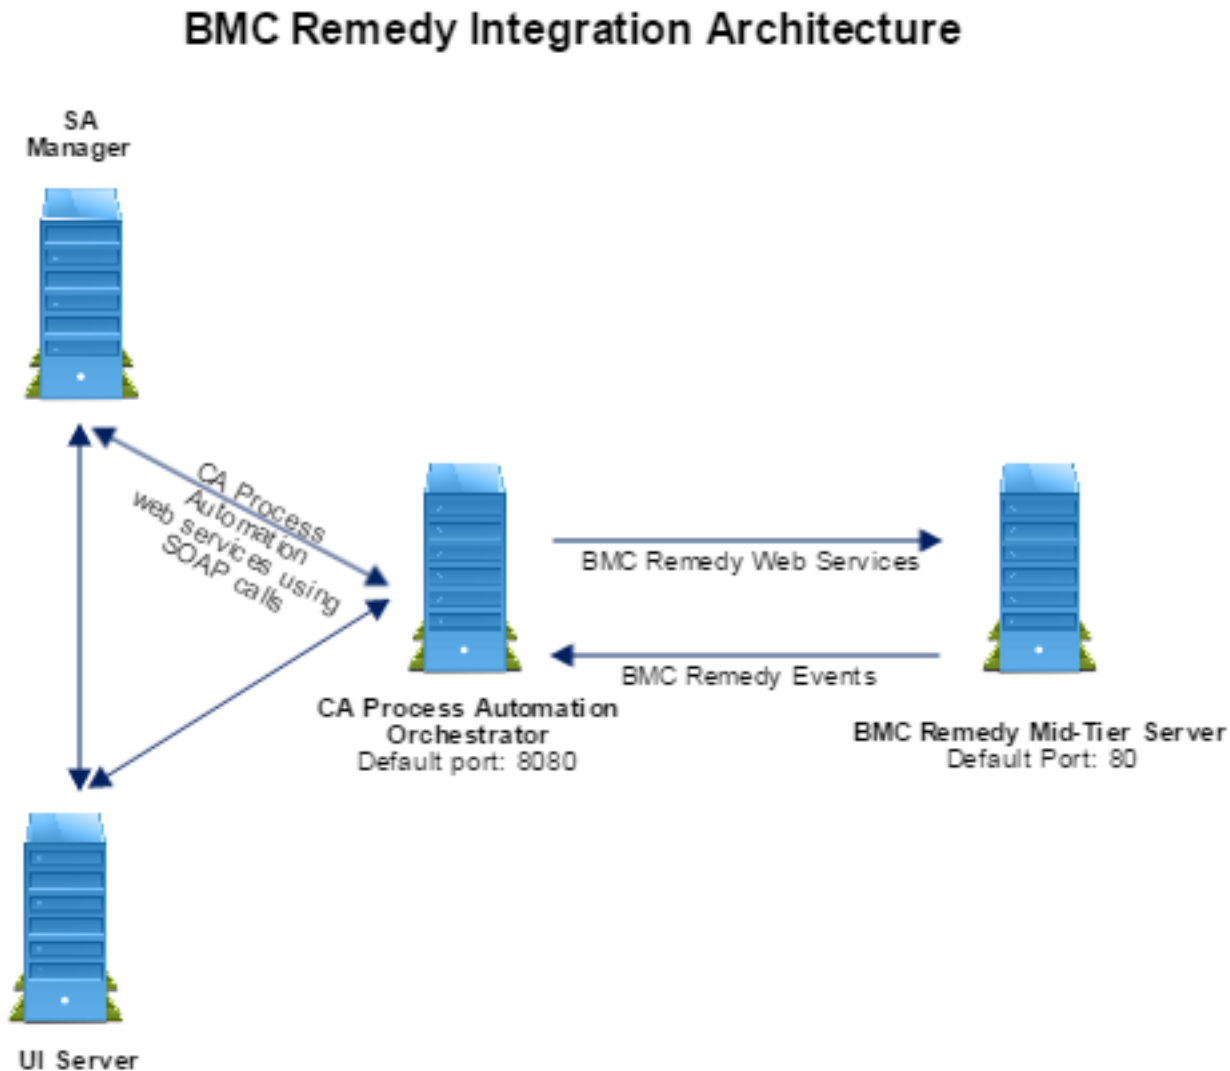 BMC Remedy Integration Architecture
SA
Manager
CA Process
Automation
web services using
SOAP calls
BMC Remedy Web Services
BMC Remedy Events
CA Process Automation
Orchestrator
Default port: 8080
BMC Remedy Mid-Tier Server
Default Port: 80
UI Server